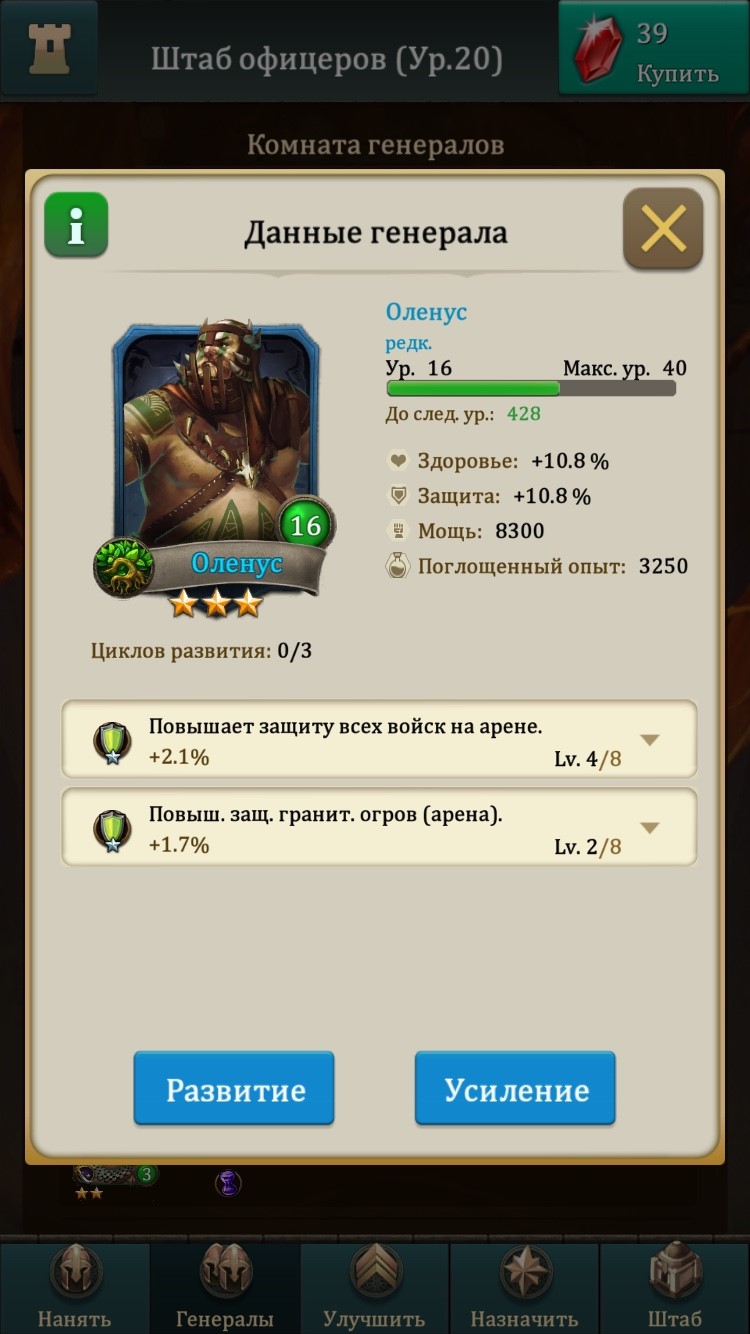 Штаб офицеров (Ур.20)
39
Купить
Комната генералов
i
Данные генерала
Оленус
редк.
Ур. 16 Макс. ур. 40
До след. ур.: 428
Здоровье: +10.8 %
Защита: +10.8 %
Мощь: 8300
Поглощенный опыт: 3250
16
Оленус
Циклов развития: 0/3
Повышает защиту всех войск на арене.
+2.1% Lv. 4/8
Повыш. защ. гранит. огров (арена).
+1.7% Lv. 2/8
Развитие Усиление
3
Нанять Генералы Улучшить Назначить Штаб